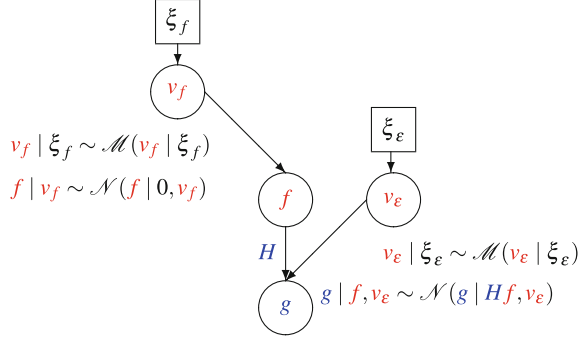 ξ_f
v_f
ξ_ε
v_f | ξ_f ∼ ℳ(v_f | ξ_f)
f | v_f ∼ 𝒩(f | 0, v_f)
f
v_ε
H
v_ε | ξ_ε ∼ ℳ(v_ε | ξ_ε)
g
g | f, v_ε ∼ 𝒩(g | Hf, v_ε)